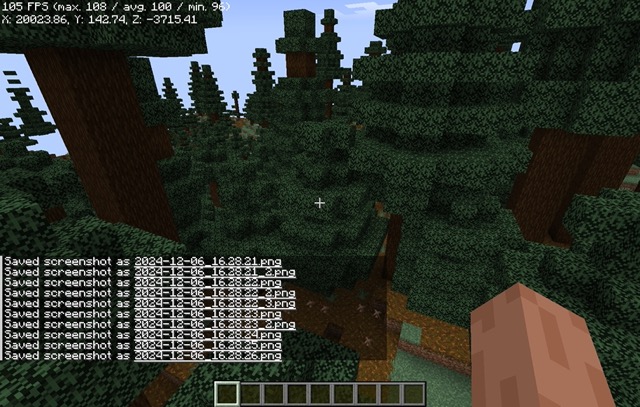 105 FPS (max. 108 / avg. 100 / min. 96)
X: 20023.86, Y: 142.74, Z: -3715.41
Saved screenshot as 2024-12-06_16.28.21.png
Saved screenshot as 2024-12-06_16.28.21_2.png
Saved screenshot as 2024-12-06_16.28.22.png
Saved screenshot as 2024-12-06_16.28.22_2.png
Saved screenshot as 2024-12-06_16.28.22_3.png
Saved screenshot as 2024-12-06_16.28.23.png
Saved screenshot as 2024-12-06_16.28.23_2.png
Saved screenshot as 2024-12-06_16.28.24.png
Saved screenshot as 2024-12-06_16.28.25.png
Saved screenshot as 2024-12-06_16.28.26.png